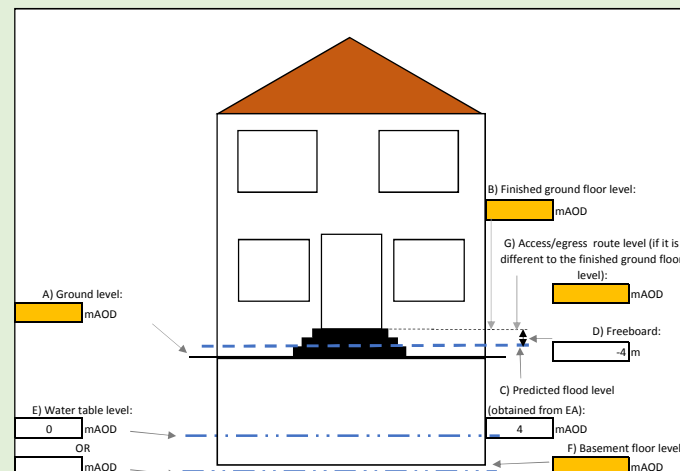 B) Finished ground floor level:
mAOD
G) Access/egress route level (if it is
different to the finished ground floor
level):
mAOD
A) Ground level:
mAOD
D) Freeboard:
-4 m
C) Predicted flood level
(obtained from EA):
4 mAOD
E) Water table level:
0 mAOD
OR
mAOD
F) Basement floor level
mAOD